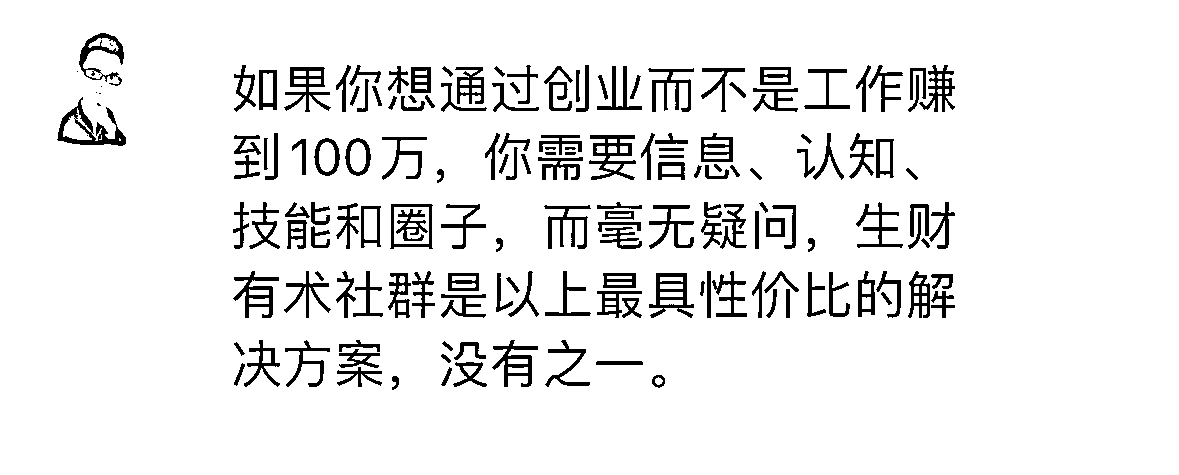 如果你想通过创业而不是工作赚
到100万，你需要信息、认知、
技能和圈子，而毫无疑问，生财
有术社群是以上最具性价比的解
决方案，没有之一。